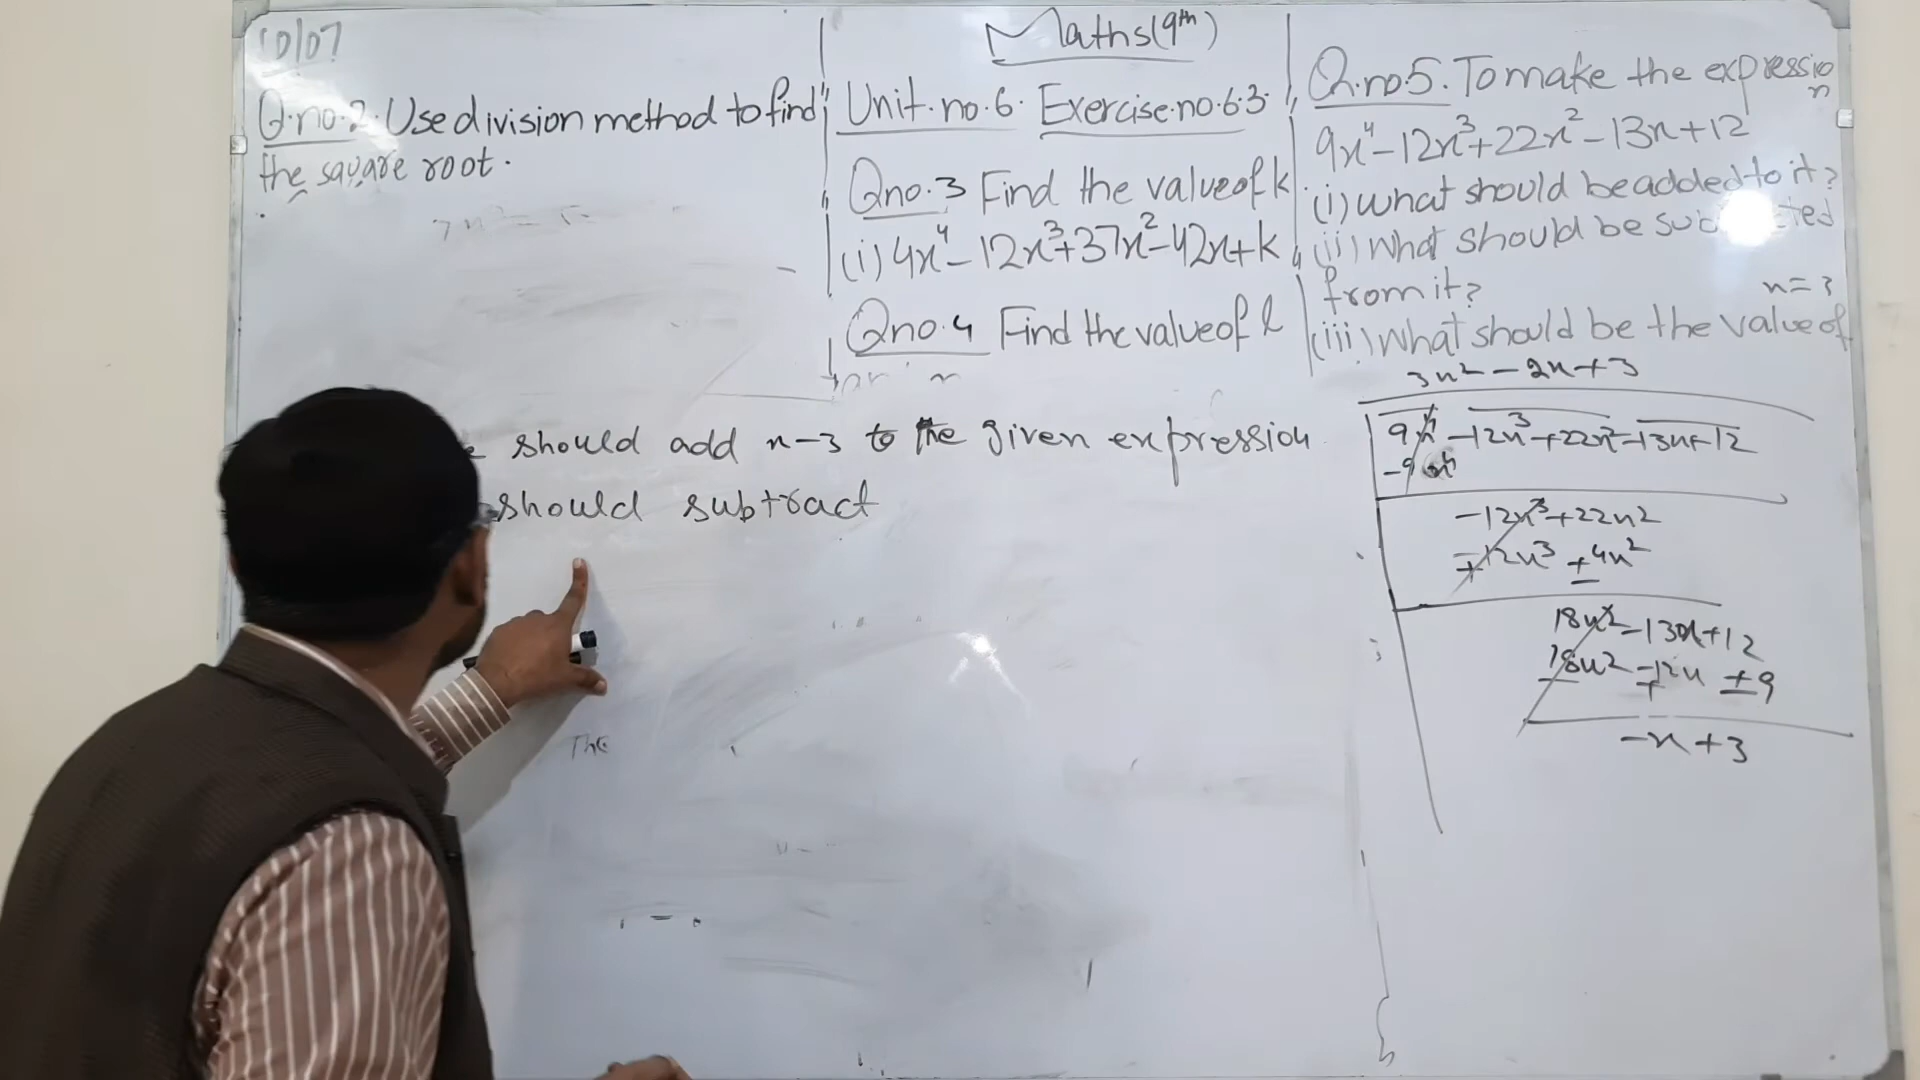 10/07
Q.no.2. Use division method to find
the square root.
Maths(9th)
Unit.no.6. Exercise.no.6.3.
Qno.3 Find the value of k.
(i) 4x⁴-12x³+37x²-42x+k
Qno.4 Find the value of l
Q.no.5. To make the expression
9x⁴-12x³+22x²-13x+12
(i) What should be added to it?
(ii) What should be
from it?
x=3
(iii) What should be the value of
should add x-3 to the given expression
should subtract
3x²-2x+3
9x⁴-12x³+22x²-13x+12
-9x⁴
-12x³+22x²
∓12x³ ±4x²
18x²-13x+12
18x² -12x ±9
-x+3
The